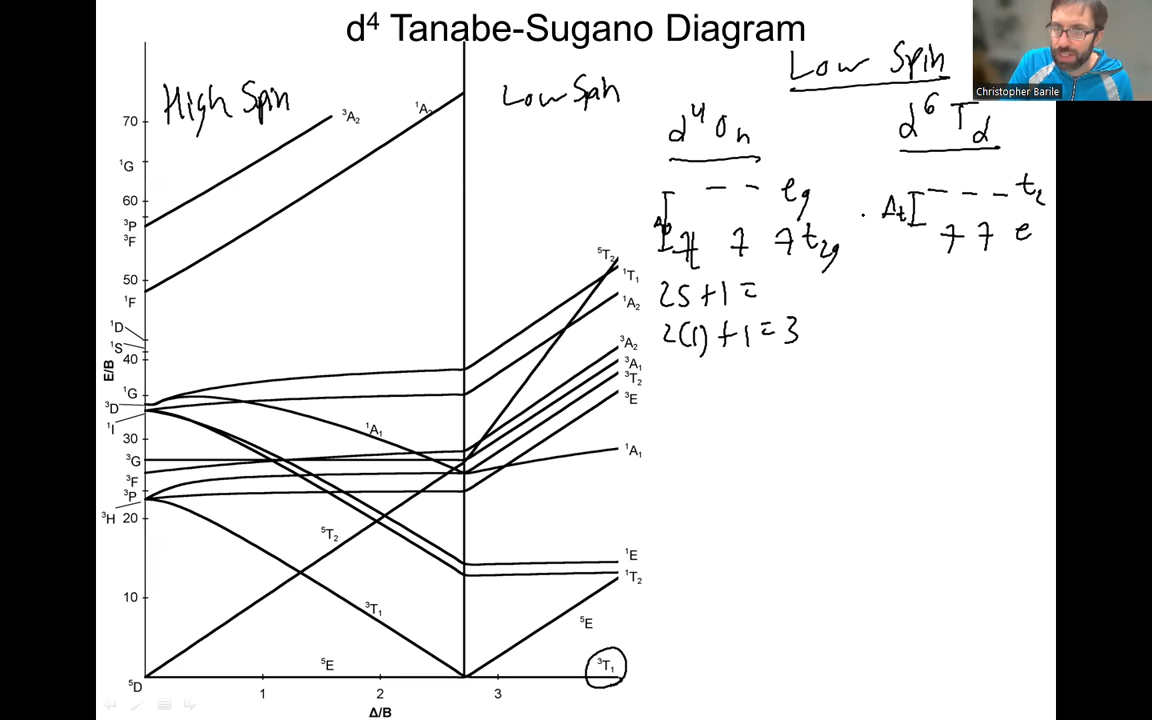 d⁴ Tanabe-Sugano Diagram
Christopher Barile
High Spin
Low Spin
Low Spin
d⁴ Oh
d⁶ Td
70
60
50
40
30
20
10
E/B
¹G
³P
³F
¹F
¹D
¹S
¹G
³D
¹I
³G
³F
³P
³H
⁵D
³A₂
¹A₂
¹A₁
⁵T₂
³T₁
⁵E
⁵T₂
¹T₁
¹A₂
³A₂
³A₁
³T₂
³E
¹A₁
¹E
¹T₂
⁵E
³T₁
1
2
3
Δ/B
eg
Δo
t2g
2S+1=
2(1)+1=3
t2
Δt
e